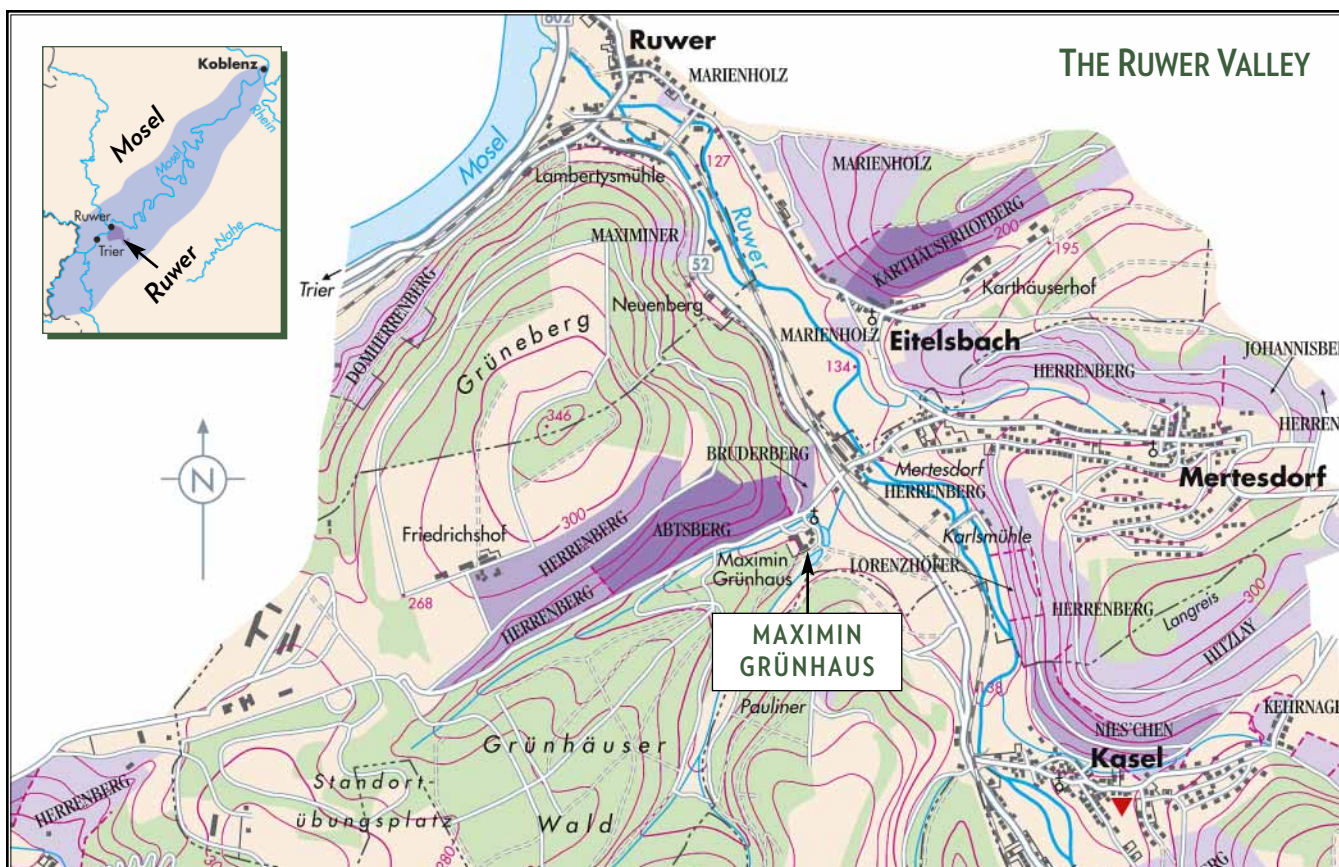 THE RUWER VALLEY
Koblenz
Rhein
Mosel
Mosel
Ruwer
Trier
Nahe
Ruwer
602
Ruwer
MARIENHOLZ
Mosel
127
MARIENHOLZ
Lambertysmühle
Ruwer
KARTHÄUSERHOFBERG
200
195
MAXIMINER
52
Karthäuserhof
Trier
Neuenberg
MARIENHOLZ
Eitelsbach
DOMHERRENBERG
Grüneberg
JOHANNISBE
134
HERRENBERG
346
HERREN
BRUDERBERG
Mertesdorf
HERRENBERG
Mertesdorf
N
300
HERRENBERG
ABTSBERG
Friedrichshof
Karlsmühle
Maximin
Grünhaus
LORENZHÖFER
268
HERRENBERG
HERRENBERG
Langreis
300
HITZLAY
MAXIMIN
GRÜNHAUS
138
Pauliner
KEHRNAGE
NIES'CHEN
Grünhäuser
Wald
Kasel
Standort
übungsplatz
HERRENBERG
280